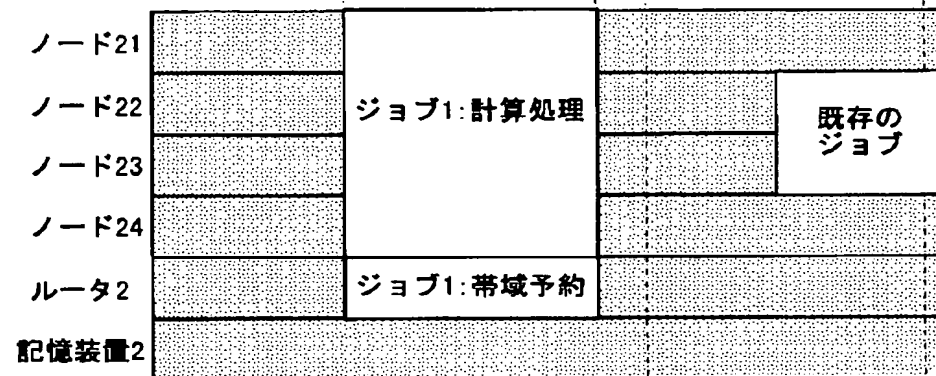 ノード21
ノード22
ノード23
ノード24
ルータ2
記憶装置2
ジョブ1:計算処理
ジョブ1:帯域予約
既存の
ジョブ